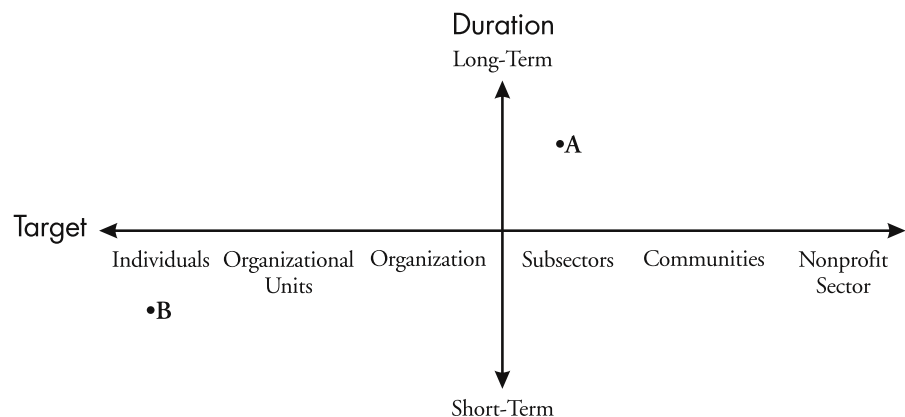 Duration
Long-Term
•A
Target
Individuals Organizational Organization Subsectors Communities Nonprofit
Units Sector
•B
Short-Term